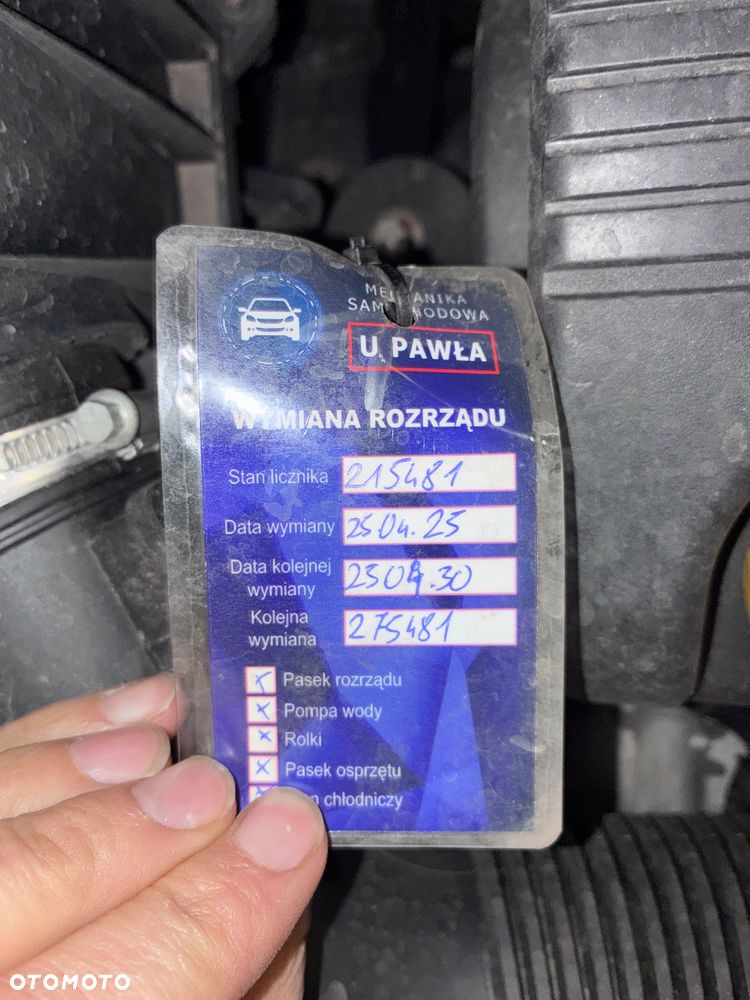 MECHANIKA
SAMOCHODOWA
U PAWŁA
WYMIANA ROZRZĄDU
Stan licznika 215481
Data wymiany 25.04.25
Data kolejnej wymiany 25.04.30
Kolejna wymiana 275481
Pasek rozrządu
Pompa wody
Rolki
Pasek osprzętu
chłodniczy
OTOMOTO